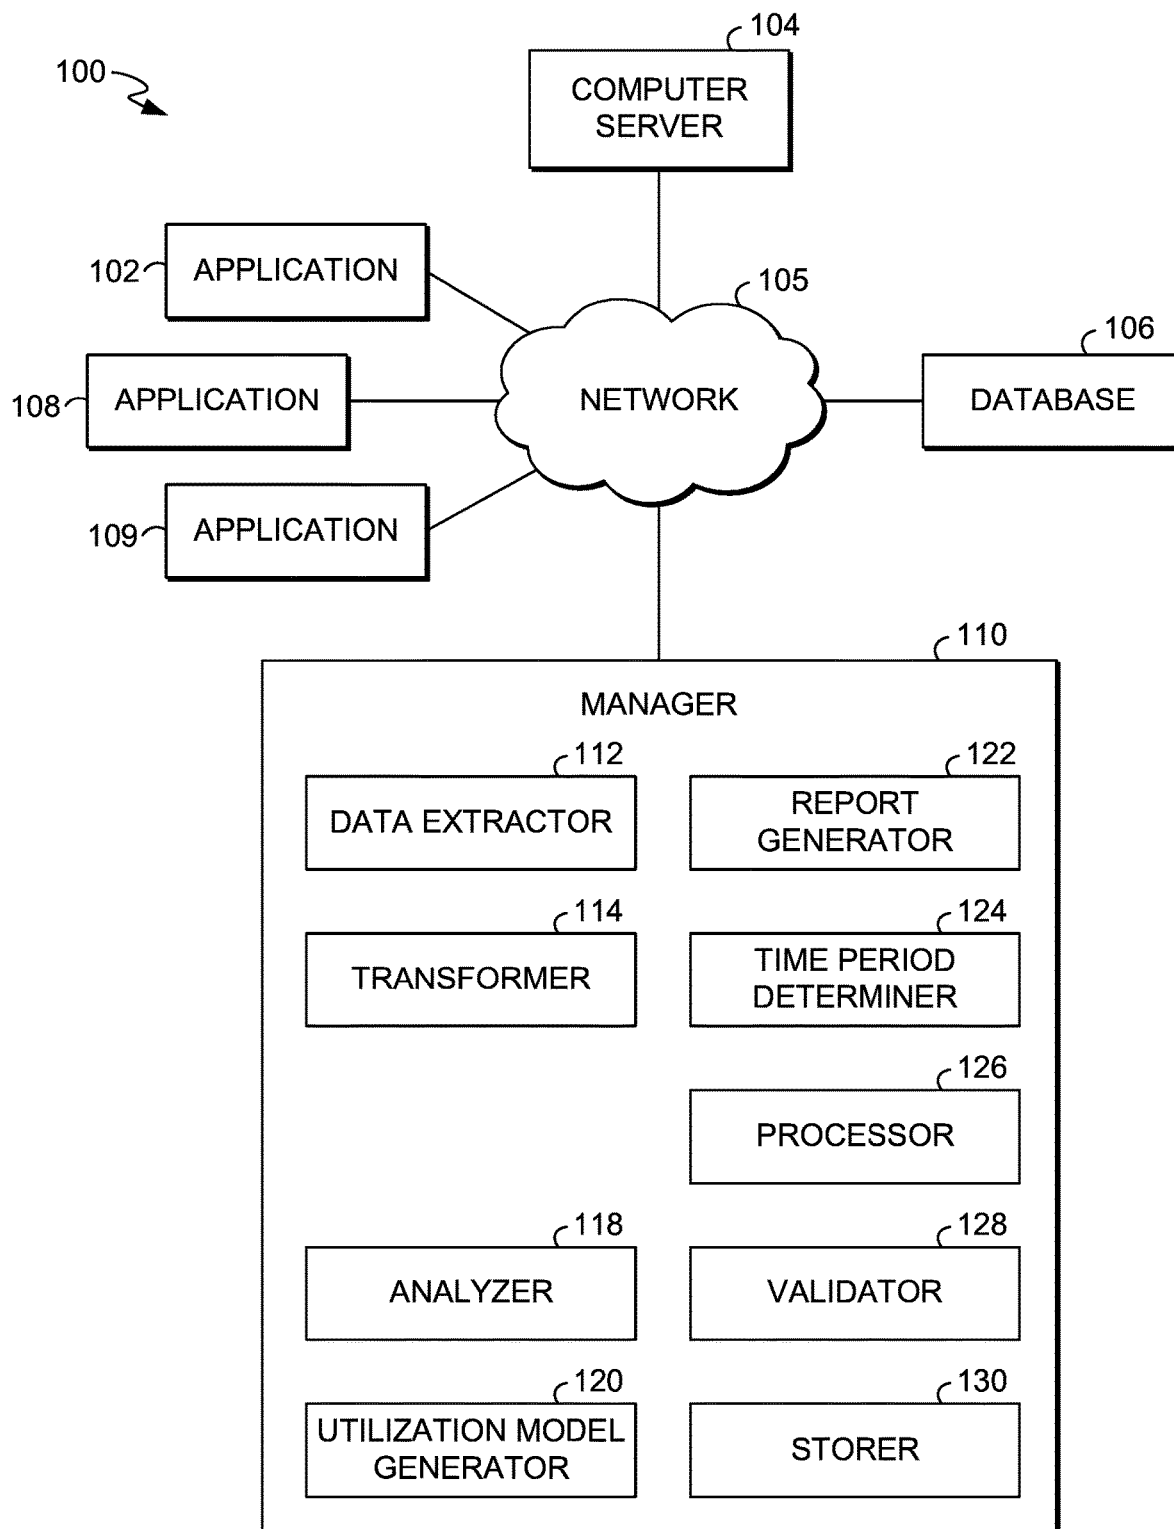 100
104
COMPUTER
SERVER
102
APPLICATION
105
106
108
APPLICATION
NETWORK
DATABASE
109
APPLICATION
110
MANAGER
112
DATA EXTRACTOR
122
REPORT
GENERATOR
114
TRANSFORMER
124
TIME PERIOD
DETERMINER
126
PROCESSOR
118
ANALYZER
128
VALIDATOR
120
UTILIZATION MODEL
GENERATOR
130
STORER